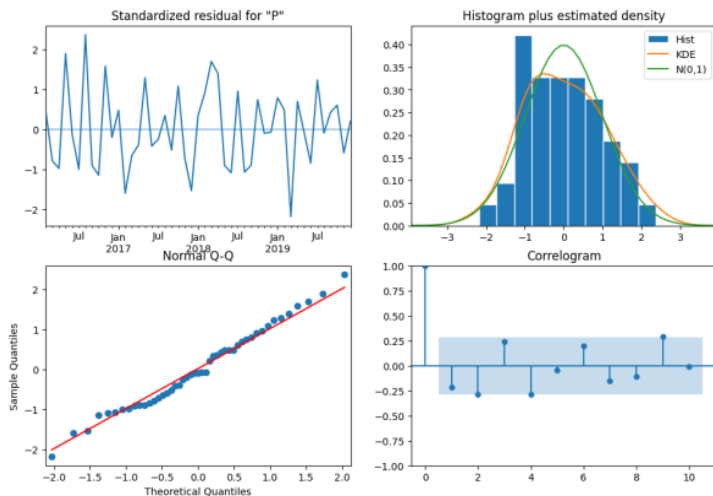 Standardized residual for "P"
2
1
0
−1
−2
Jul
Jan
2017
Jul
Jan
2018
Jul
Jan
2019
Jul
Histogram plus estimated density
Hist
KDE
N(0,1)
0.40
0.35
0.30
0.25
0.20
0.15
0.10
0.05
0.00
−3 −2 −1 0 1 2 3
Normal Q-Q
Sample Quantiles
2
1
0
−1
−2
−2.0 −1.5 −1.0 −0.5 0.0 0.5 1.0 1.5 2.0
Theoretical Quantiles
Correlogram
1.00
0.75
0.50
0.25
0.00
−0.25
−0.50
−0.75
−1.00
0 2 4 6 8 10